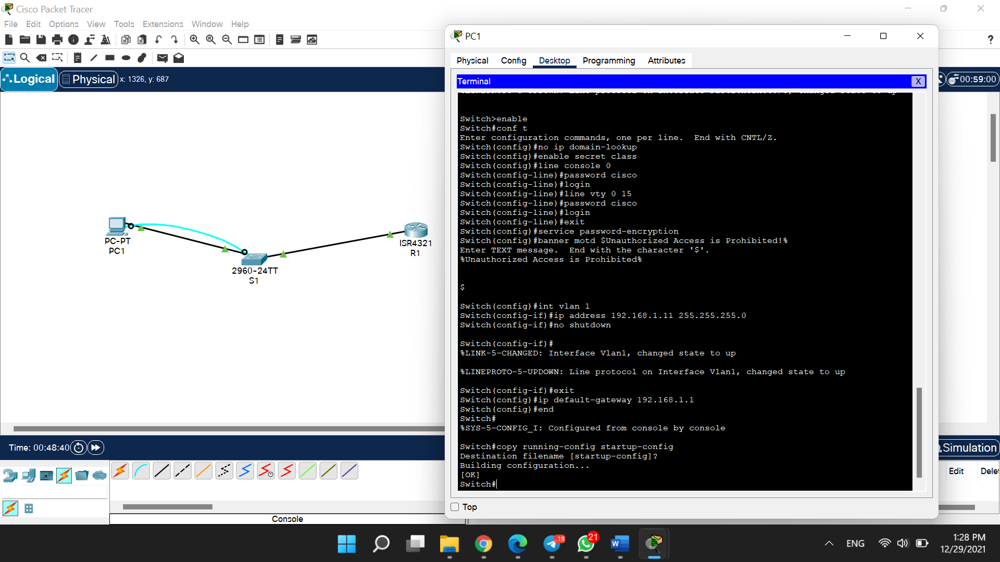 Cisco Packet Tracer
File Edit Options View Tools Extensions Window Help
?
Logical Physical x: 1326, y: 687
00:59:00
PC-PT
PC1
2960-24TT
S1
ISR4321
R1
Time: 00:48:40
Simulation
Edit Dele
Console
PC1
Physical Config Desktop Programming Attributes
Terminal X
Switch>enable
Switch#conf t
Enter configuration commands, one per line.  End with CNTL/Z.
Switch(config)#no ip domain-lookup
Switch(config)#enable secret class
Switch(config)#line console 0
Switch(config-line)#password cisco
Switch(config-line)#login
Switch(config-line)#line vty 0 15
Switch(config-line)#password cisco
Switch(config-line)#login
Switch(config-line)#exit
Switch(config)#service password-encryption
Switch(config)#banner motd $Unauthorized Access is Prohibited!%
Enter TEXT message.  End with the character '$'.
%Unauthorized Access is Prohibited%
$
Switch(config)#int vlan 1
Switch(config-if)#ip address 192.168.1.11 255.255.255.0
Switch(config-if)#no shutdown
Switch(config-if)#
%LINK-5-CHANGED: Interface Vlan1, changed state to up
%LINEPROTO-5-UPDOWN: Line protocol on Interface Vlan1, changed state to up
Switch(config-if)#exit
Switch(config)#ip default-gateway 192.168.1.1
Switch(config)#end
Switch#
%SYS-5-CONFIG_I: Configured from console by console
Switch#copy running-config startup-config
Destination filename [startup-config]?
Building configuration...
[OK]
Switch#
Top
..18
21
W
ENG
1:28 PM
12/29/2021